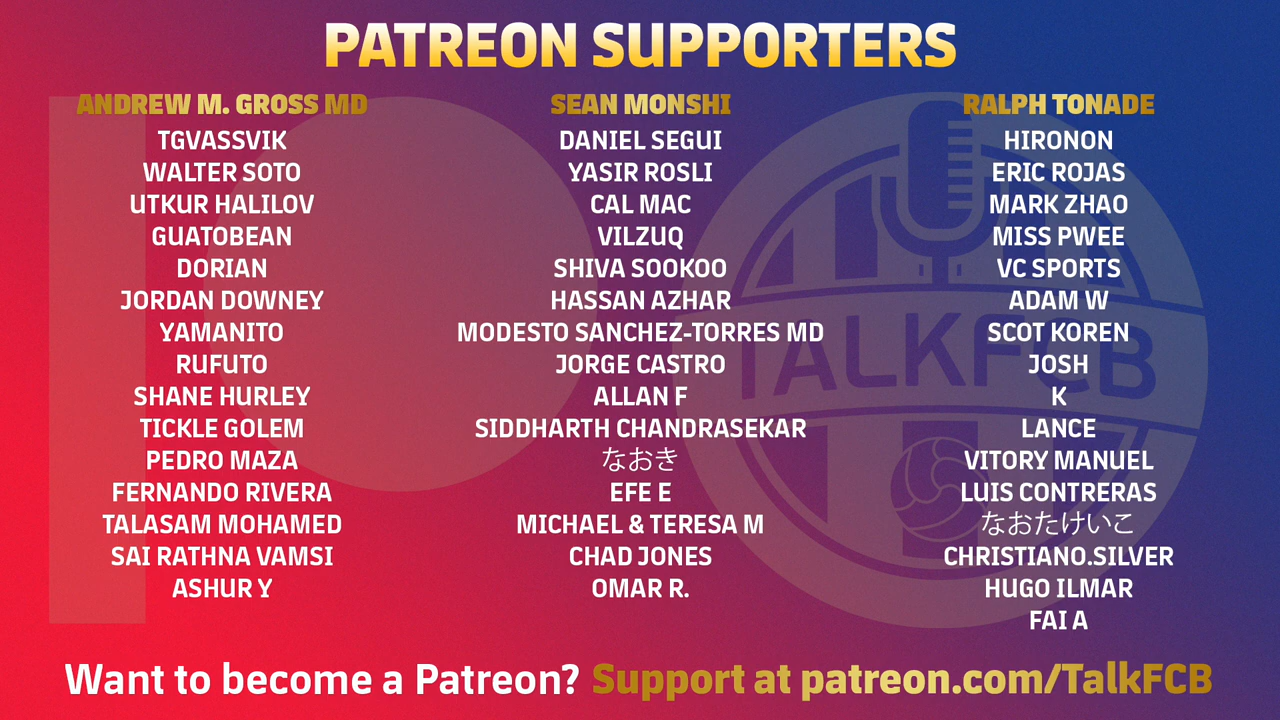 PATREON SUPPORTERS
ANDREW M. GROSS MD
TGVASSVIK
WALTER SOTO
UTKUR HALILOV
GUATOBEAN
DORIAN
JORDAN DOWNEY
YAMANITO
RUFUTO
SHANE HURLEY
TICKLE GOLEM
PEDRO MAZA
FERNANDO RIVERA
TALASAM MOHAMED
SAI RATHNA VAMSI
ASHUR Y
SEAN MONSHI
DANIEL SEGUI
YASIR ROSLI
CAL MAC
VILZUQ
SHIVA SOOKOO
HASSAN AZHAR
MODESTO SANCHEZ-TORRES MD
JORGE CASTRO
ALLAN F
SIDDHARTH CHANDRASEKAR
なおき
EFE E
MICHAEL & TERESA M
CHAD JONES
OMAR R.
RALPH TONADE
HIRONON
ERIC ROJAS
MARK ZHAO
MISS PWEE
VC SPORTS
ADAM W
SCOT KOREN
JOSH
K
LANCE
VITORY MANUEL
LUIS CONTRERAS
なおたけいこ
CHRISTIANO.SILVER
HUGO ILMAR
FAI A
TALKFCB
Want to become a Patreon? Support at patreon.com/TalkFCB